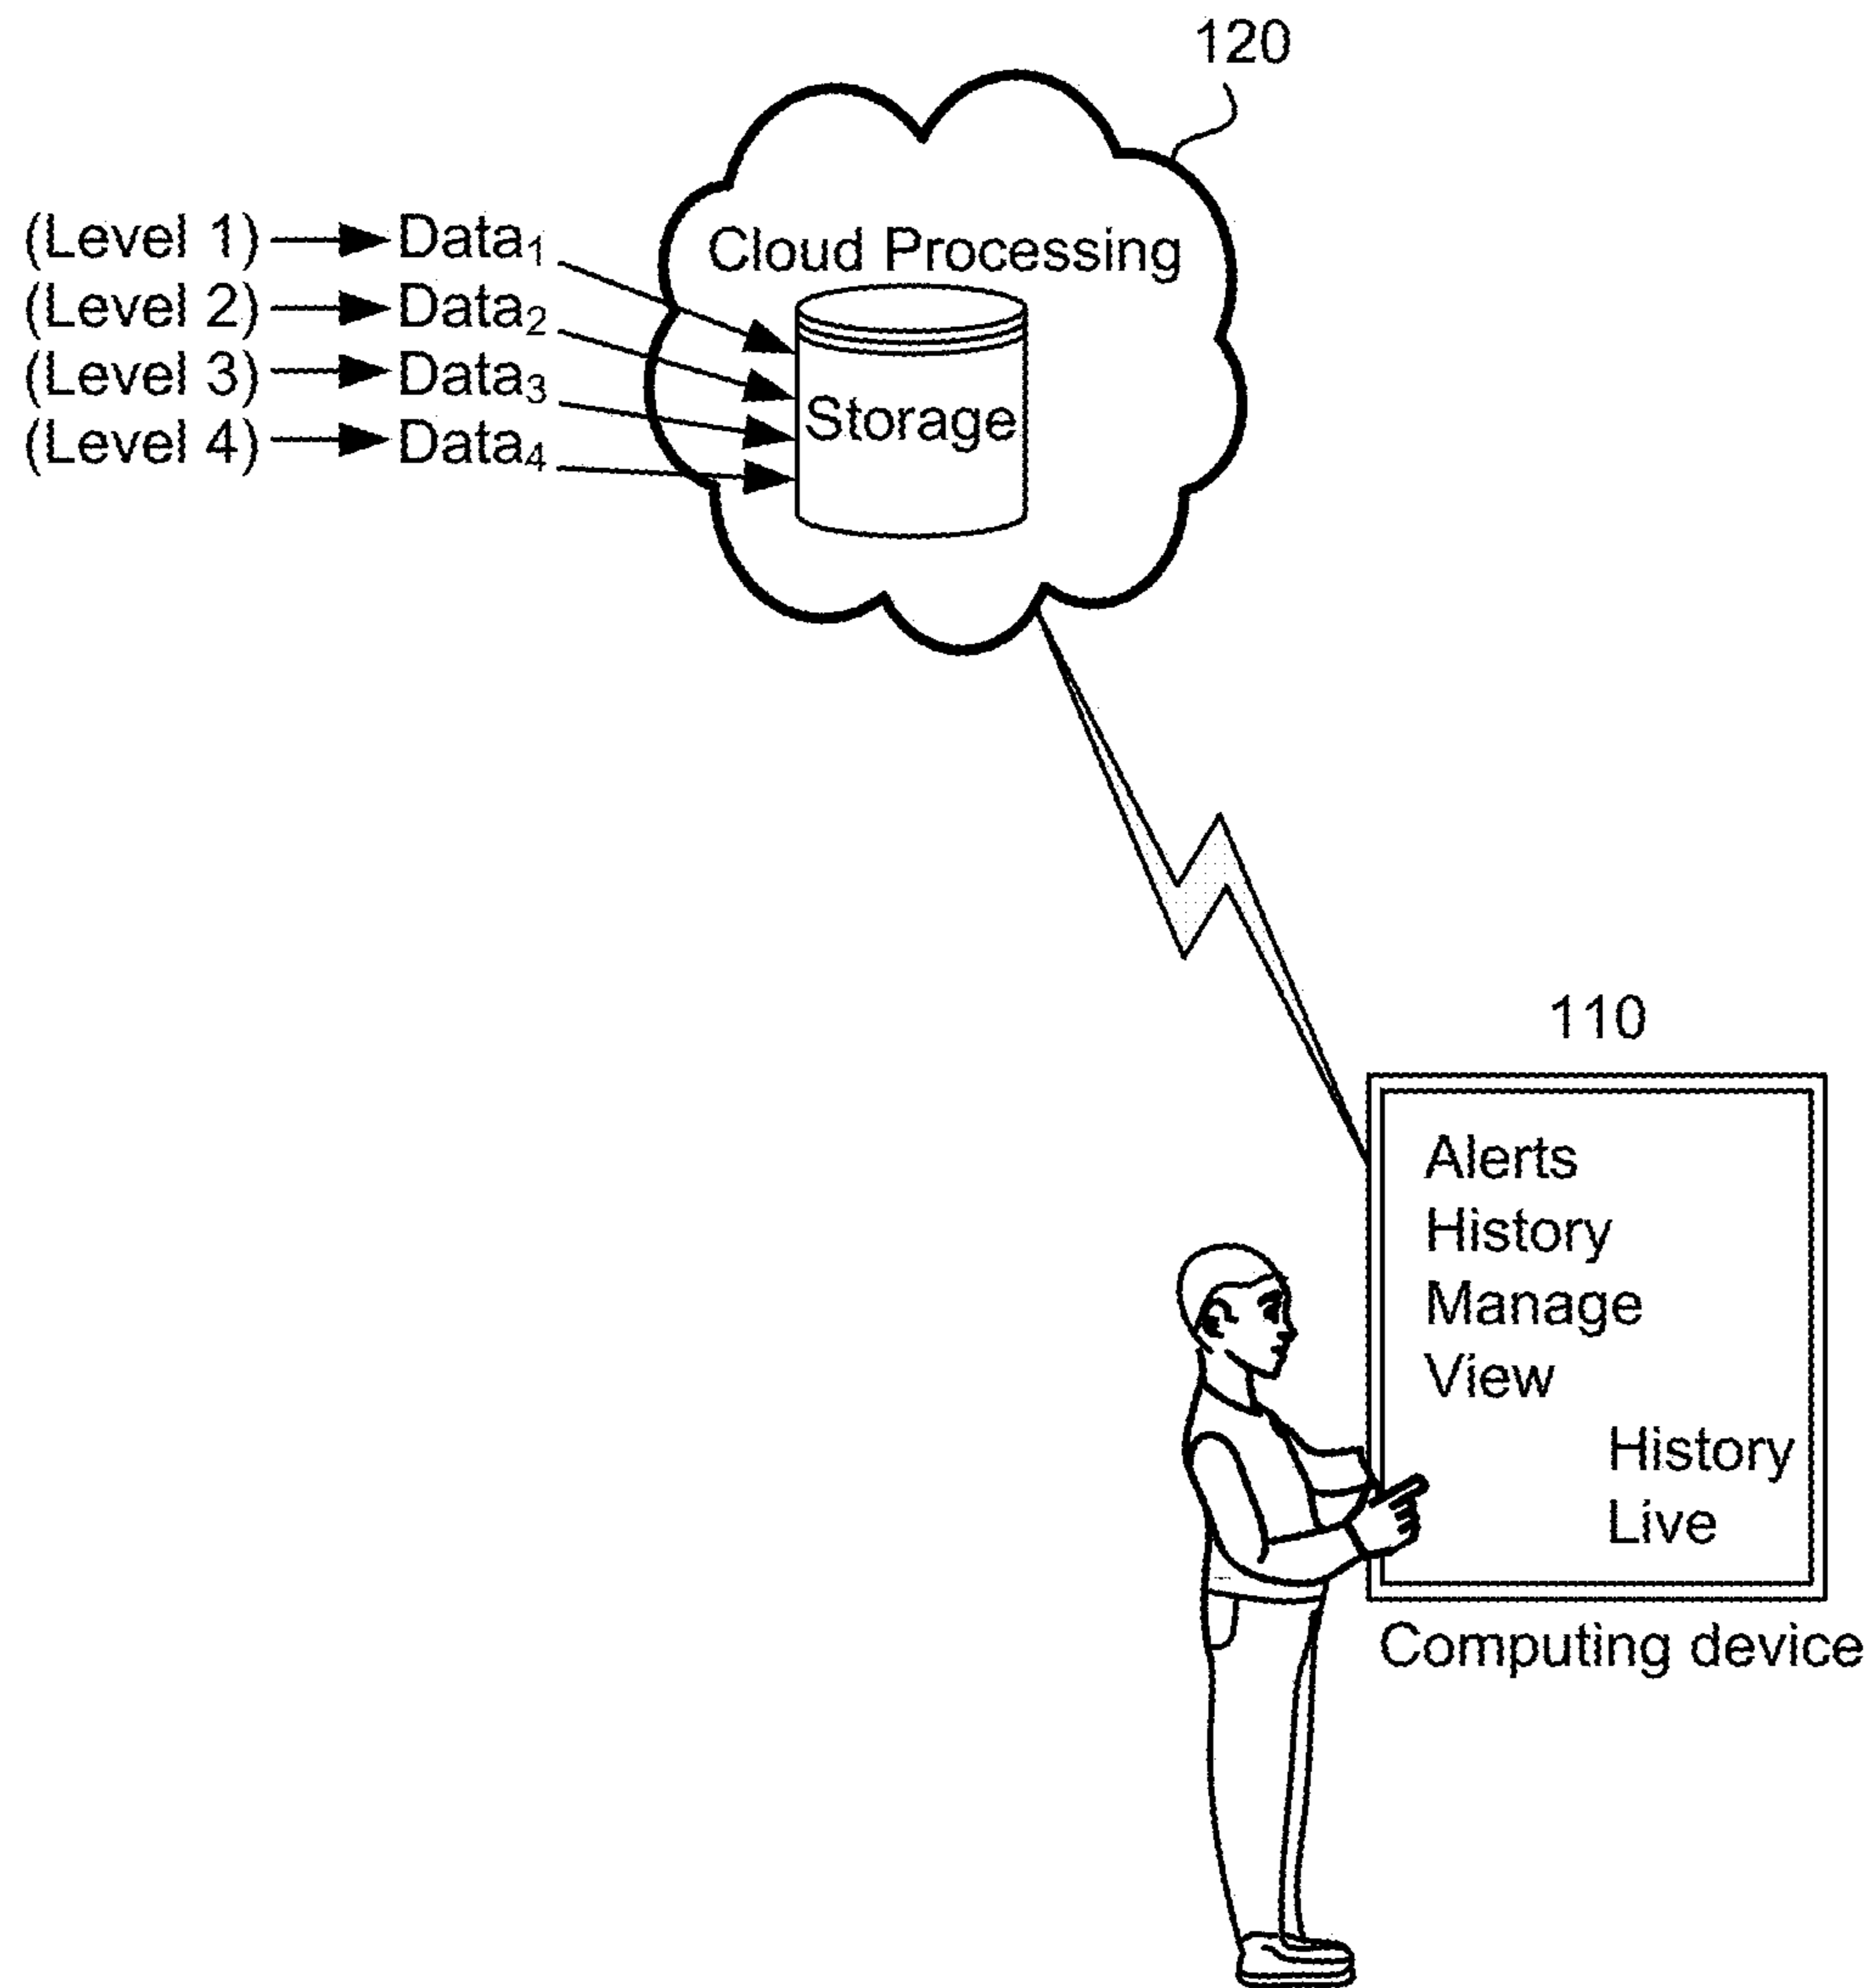 120
(Level 1) Data₁
(Level 2) Data₂
(Level 3) Data₃
(Level 4) Data₄
Cloud Processing
Storage
110
Alerts
History
Manage
View
History
Live
Computing device